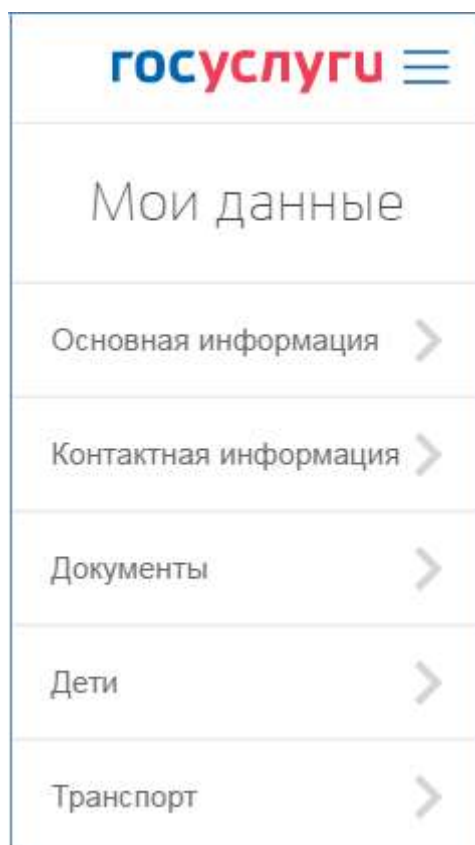 госуслуги
Мои данные
Основная информация
Контактная информация
Документы
Дети
Транспорт